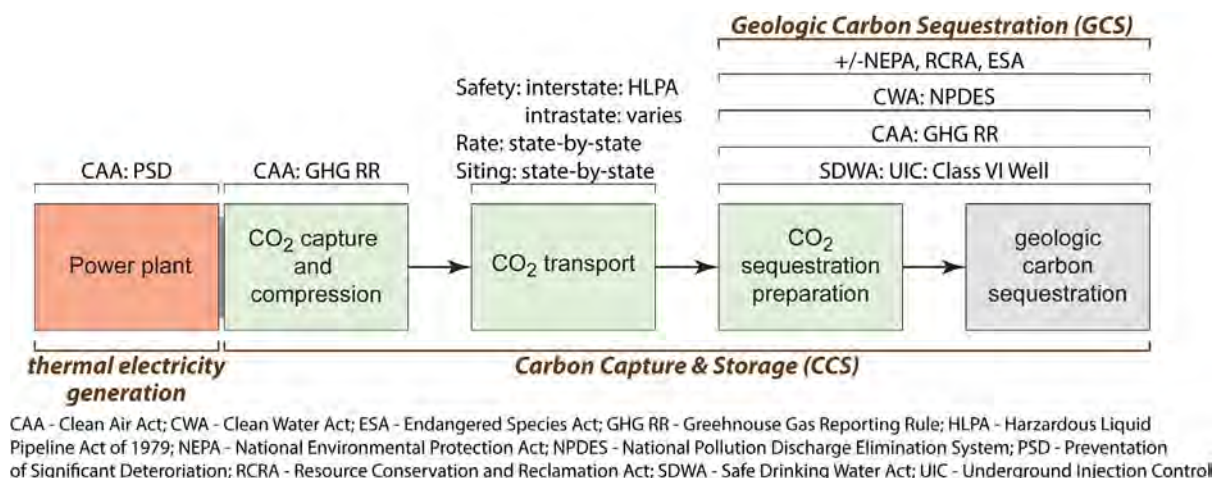 Geologic Carbon Sequestration (GCS)
+/-NEPA, RCRA, ESA
CWA: NPDES
CAA: GHG RR
SDWA: UIC: Class VI Well
Safety: interstate: HLPA
intrastate: varies
Rate: state-by-state
Siting: state-by-state
CAA: PSD
CAA: GHG RR
Power plant
CO2 capture
and
compression
CO2 transport
CO2
sequestration
preparation
geologic
carbon
sequestration
thermal electricity
generation
Carbon Capture & Storage (CCS)
CAA - Clean Air Act; CWA - Clean Water Act; ESA - Endangered Species Act; GHG RR - Greehnouse Gas Reporting Rule; HLPA - Harzardous Liquid
Pipeline Act of 1979; NEPA - National Environmental Protection Act; NPDES - National Pollution Discharge Elimination System; PSD - Preventation
of Significant Deteroriation; RCRA - Resource Conservation and Reclamation Act; SDWA - Safe Drinking Water Act; UIC - Underground Injection Control